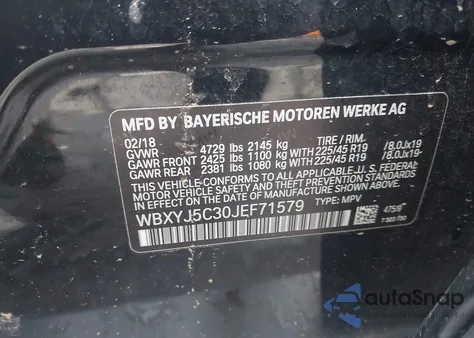 MFD BY BAYERISCHE MOTOREN WERKE AG
02/18 TIRE / RIM
GVWR 4729 lbs 2145 kg
GAWR FRONT 2425 lbs 1100 kg WITH 225/45 R19 /8.0Jx19
GAWR REAR 2381 lbs 1080 kg WITH 225/45 R19 /8.0Jx19
THIS VEHICLE CONFORMS TO ALL APPLICABLE
U.S. FEDERAL MOTOR VEHICLE SAFETY STANDARDS IN
EFFECT ON THE DATE OF MANUFACTURE SHOWN ABOVE.
WBXYJ5C30JEF71579 TYPE: MPV
475/9
autoSnap